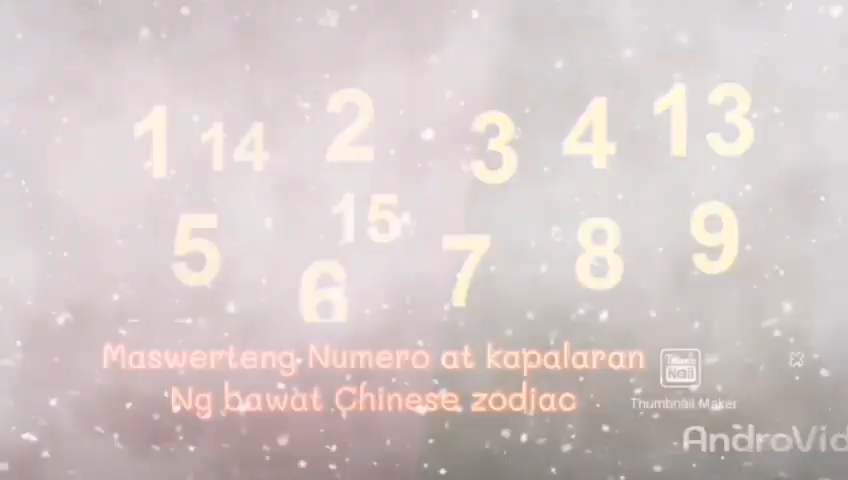 1 14 2 3 4 13
5 15 6 7 8 9
Maswerteng Numero at kapalaran
Ng bawat Chinese zodiac
Nail
Thumbnail Maker
AndroVid